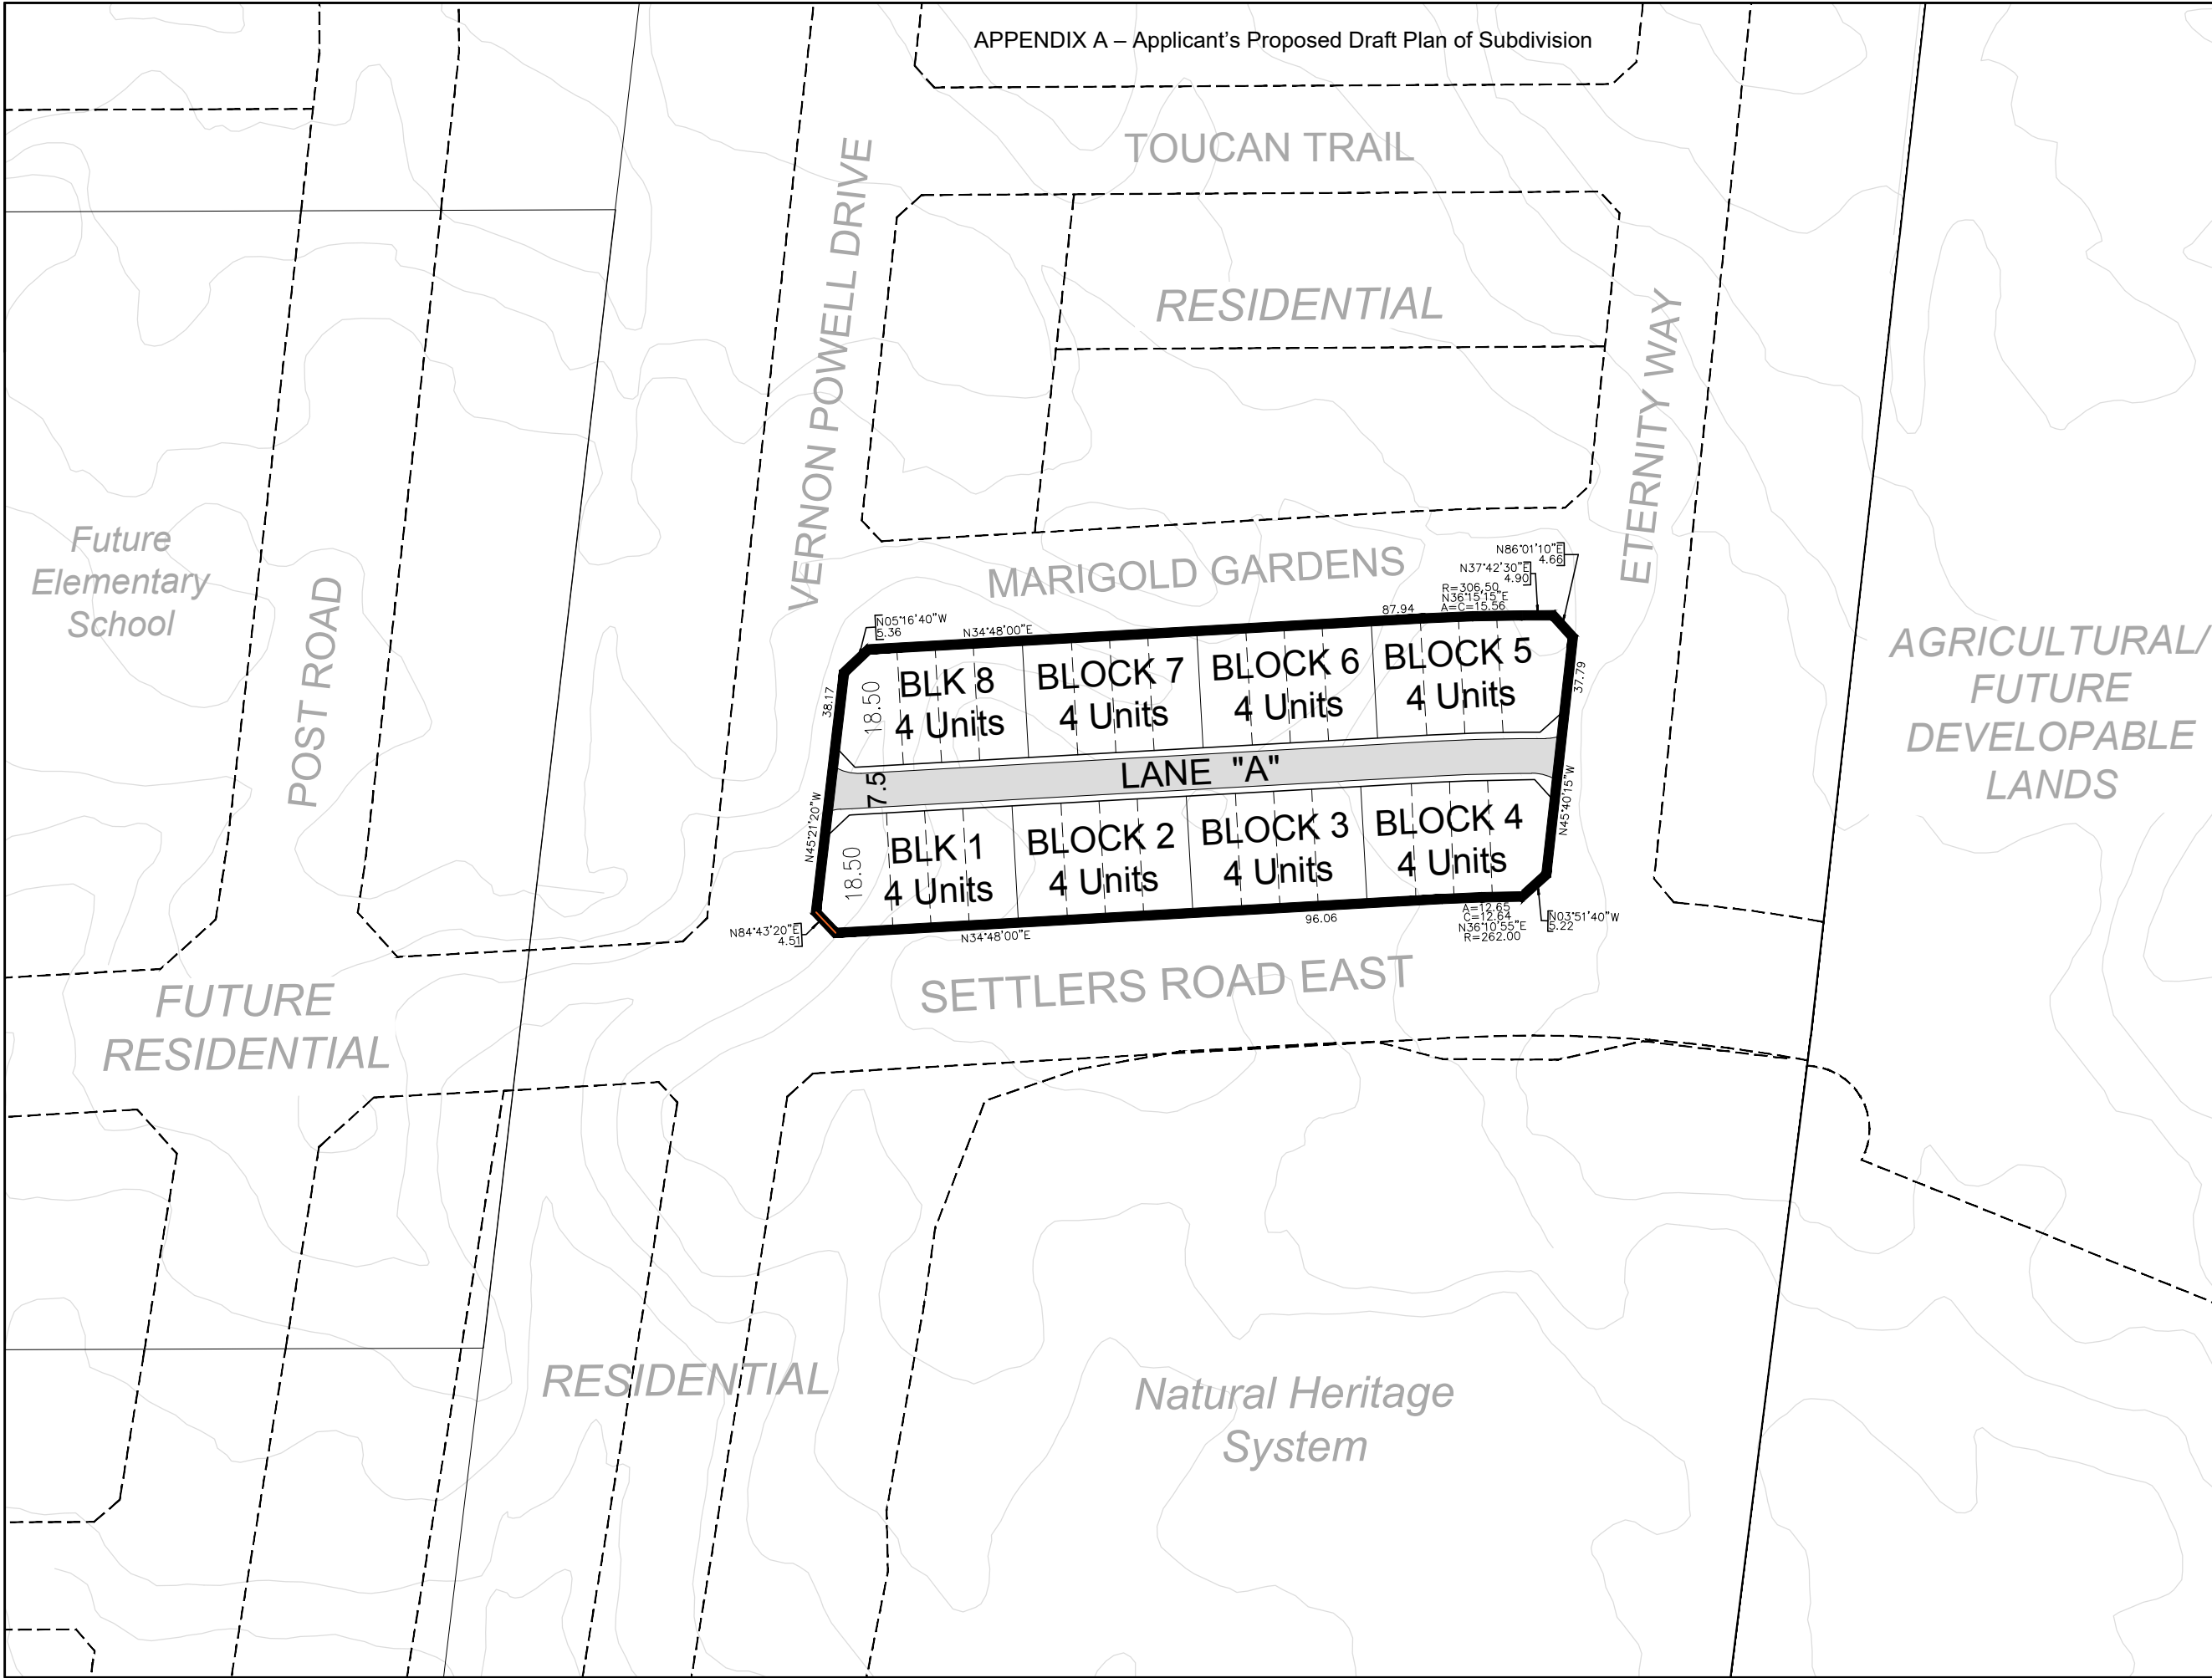 APPENDIX A – Applicant's Proposed Draft Plan of Subdivision
TOUCAN TRAIL
VERNON POWELL DRIVE
RESIDENTIAL
ETERNITY WAY
Future
Elementary
School
POST ROAD
MARIGOLD GARDENS
N86°01'10"E
4.66
N37°42'30"E
4.90
R=306.50
N36°15'15"E
A=C=15.56
87.94
N05°16'40"W
5.36
N34°48'00"E
38.17
37.79
18.50
BLK 8
4 Units
BLOCK 7
4 Units
BLOCK 6
4 Units
BLOCK 5
4 Units
AGRICULTURAL/
FUTURE
DEVELOPABLE
LANDS
7.5
LANE "A"
N45°21'20"W
N45°40'15"W
18.50
BLK 1
4 Units
BLOCK 2
4 Units
BLOCK 3
4 Units
BLOCK 4
4 Units
N84°43'20"E
4.51
N34°48'00"E
96.06
A=12.65
C=12.64
N36°10'55"E
R=262.00
N03°51'40"W
5.22
SETTLERS ROAD EAST
FUTURE
RESIDENTIAL
RESIDENTIAL
Natural Heritage
System